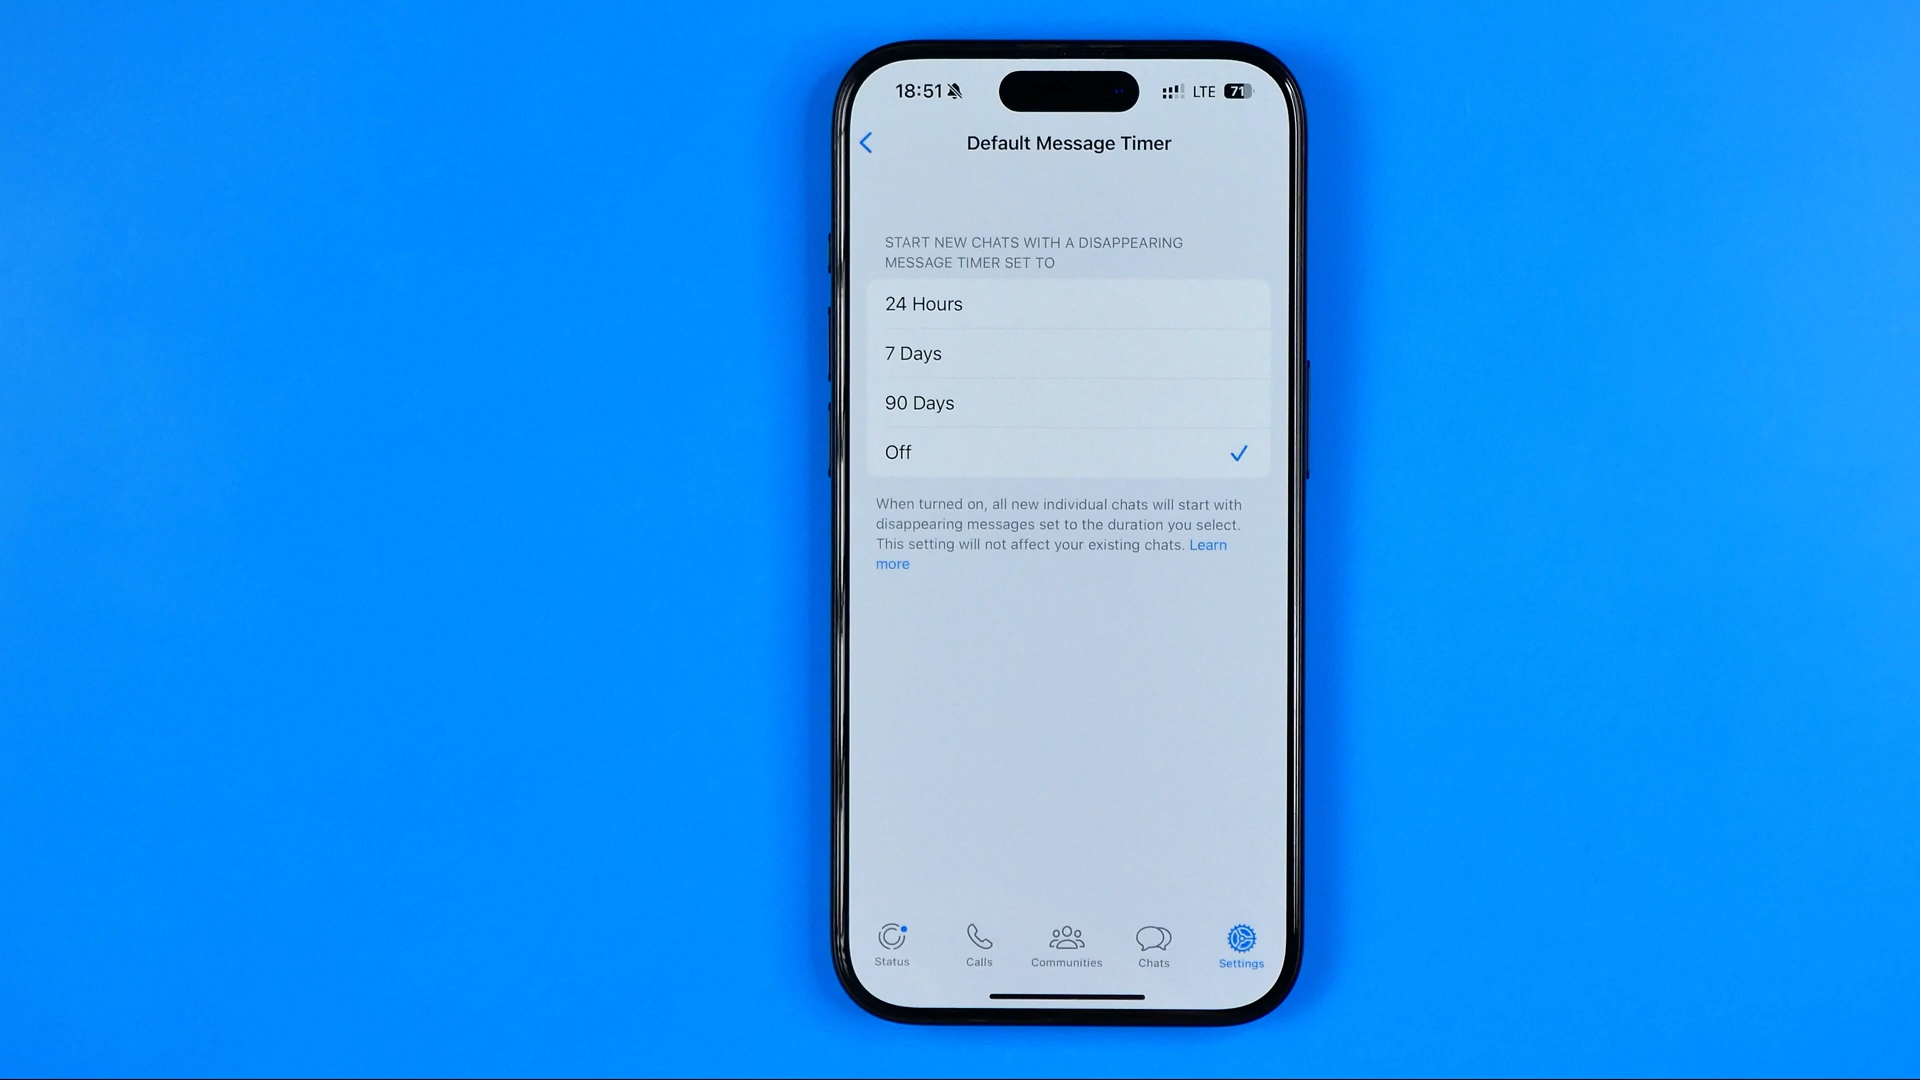 18:51 LTE 71
Default Message Timer
START NEW CHATS WITH A DISAPPEARING
MESSAGE TIMER SET TO
24 Hours
7 Days
90 Days
Off
When turned on, all new individual chats will start with
disappearing messages set to the duration you select.
This setting will not affect your existing chats. Learn
more
Status Calls Communities Chats Settings